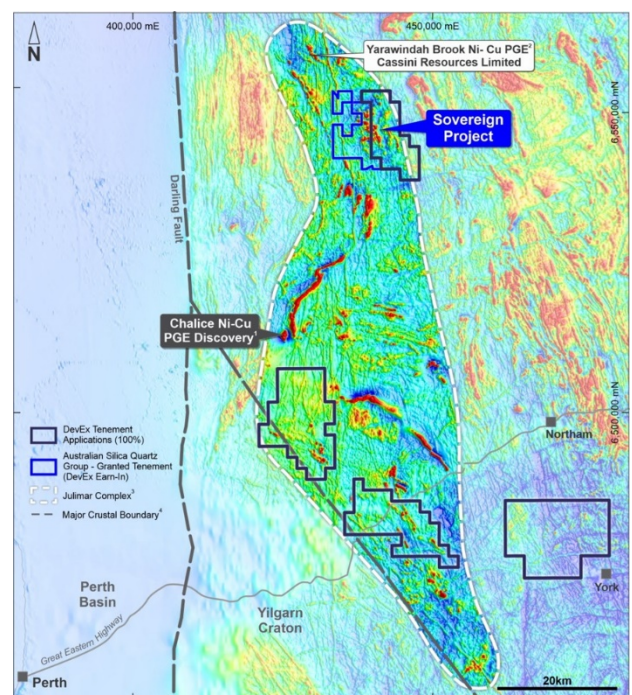 400,000 mE
450,000 mE
N
Yarawindah Brook Ni- Cu PGE²
Cassini Resources Limited
6,550,000 mN
Sovereign
Project
Darling Fault
Chalice Ni-Cu
PGE Discovery¹
6,500,000 mN
DevEx Tenement
Applications (100%)
Australian Silica Quartz
Group - Granted Tenement
(DevEx Earn-In)
Julimar Complex³
Major Crustal Boundary⁴
Northam
Perth
Basin
Yilgarn
Craton
York
Great Eastern Highway
Perth
20km